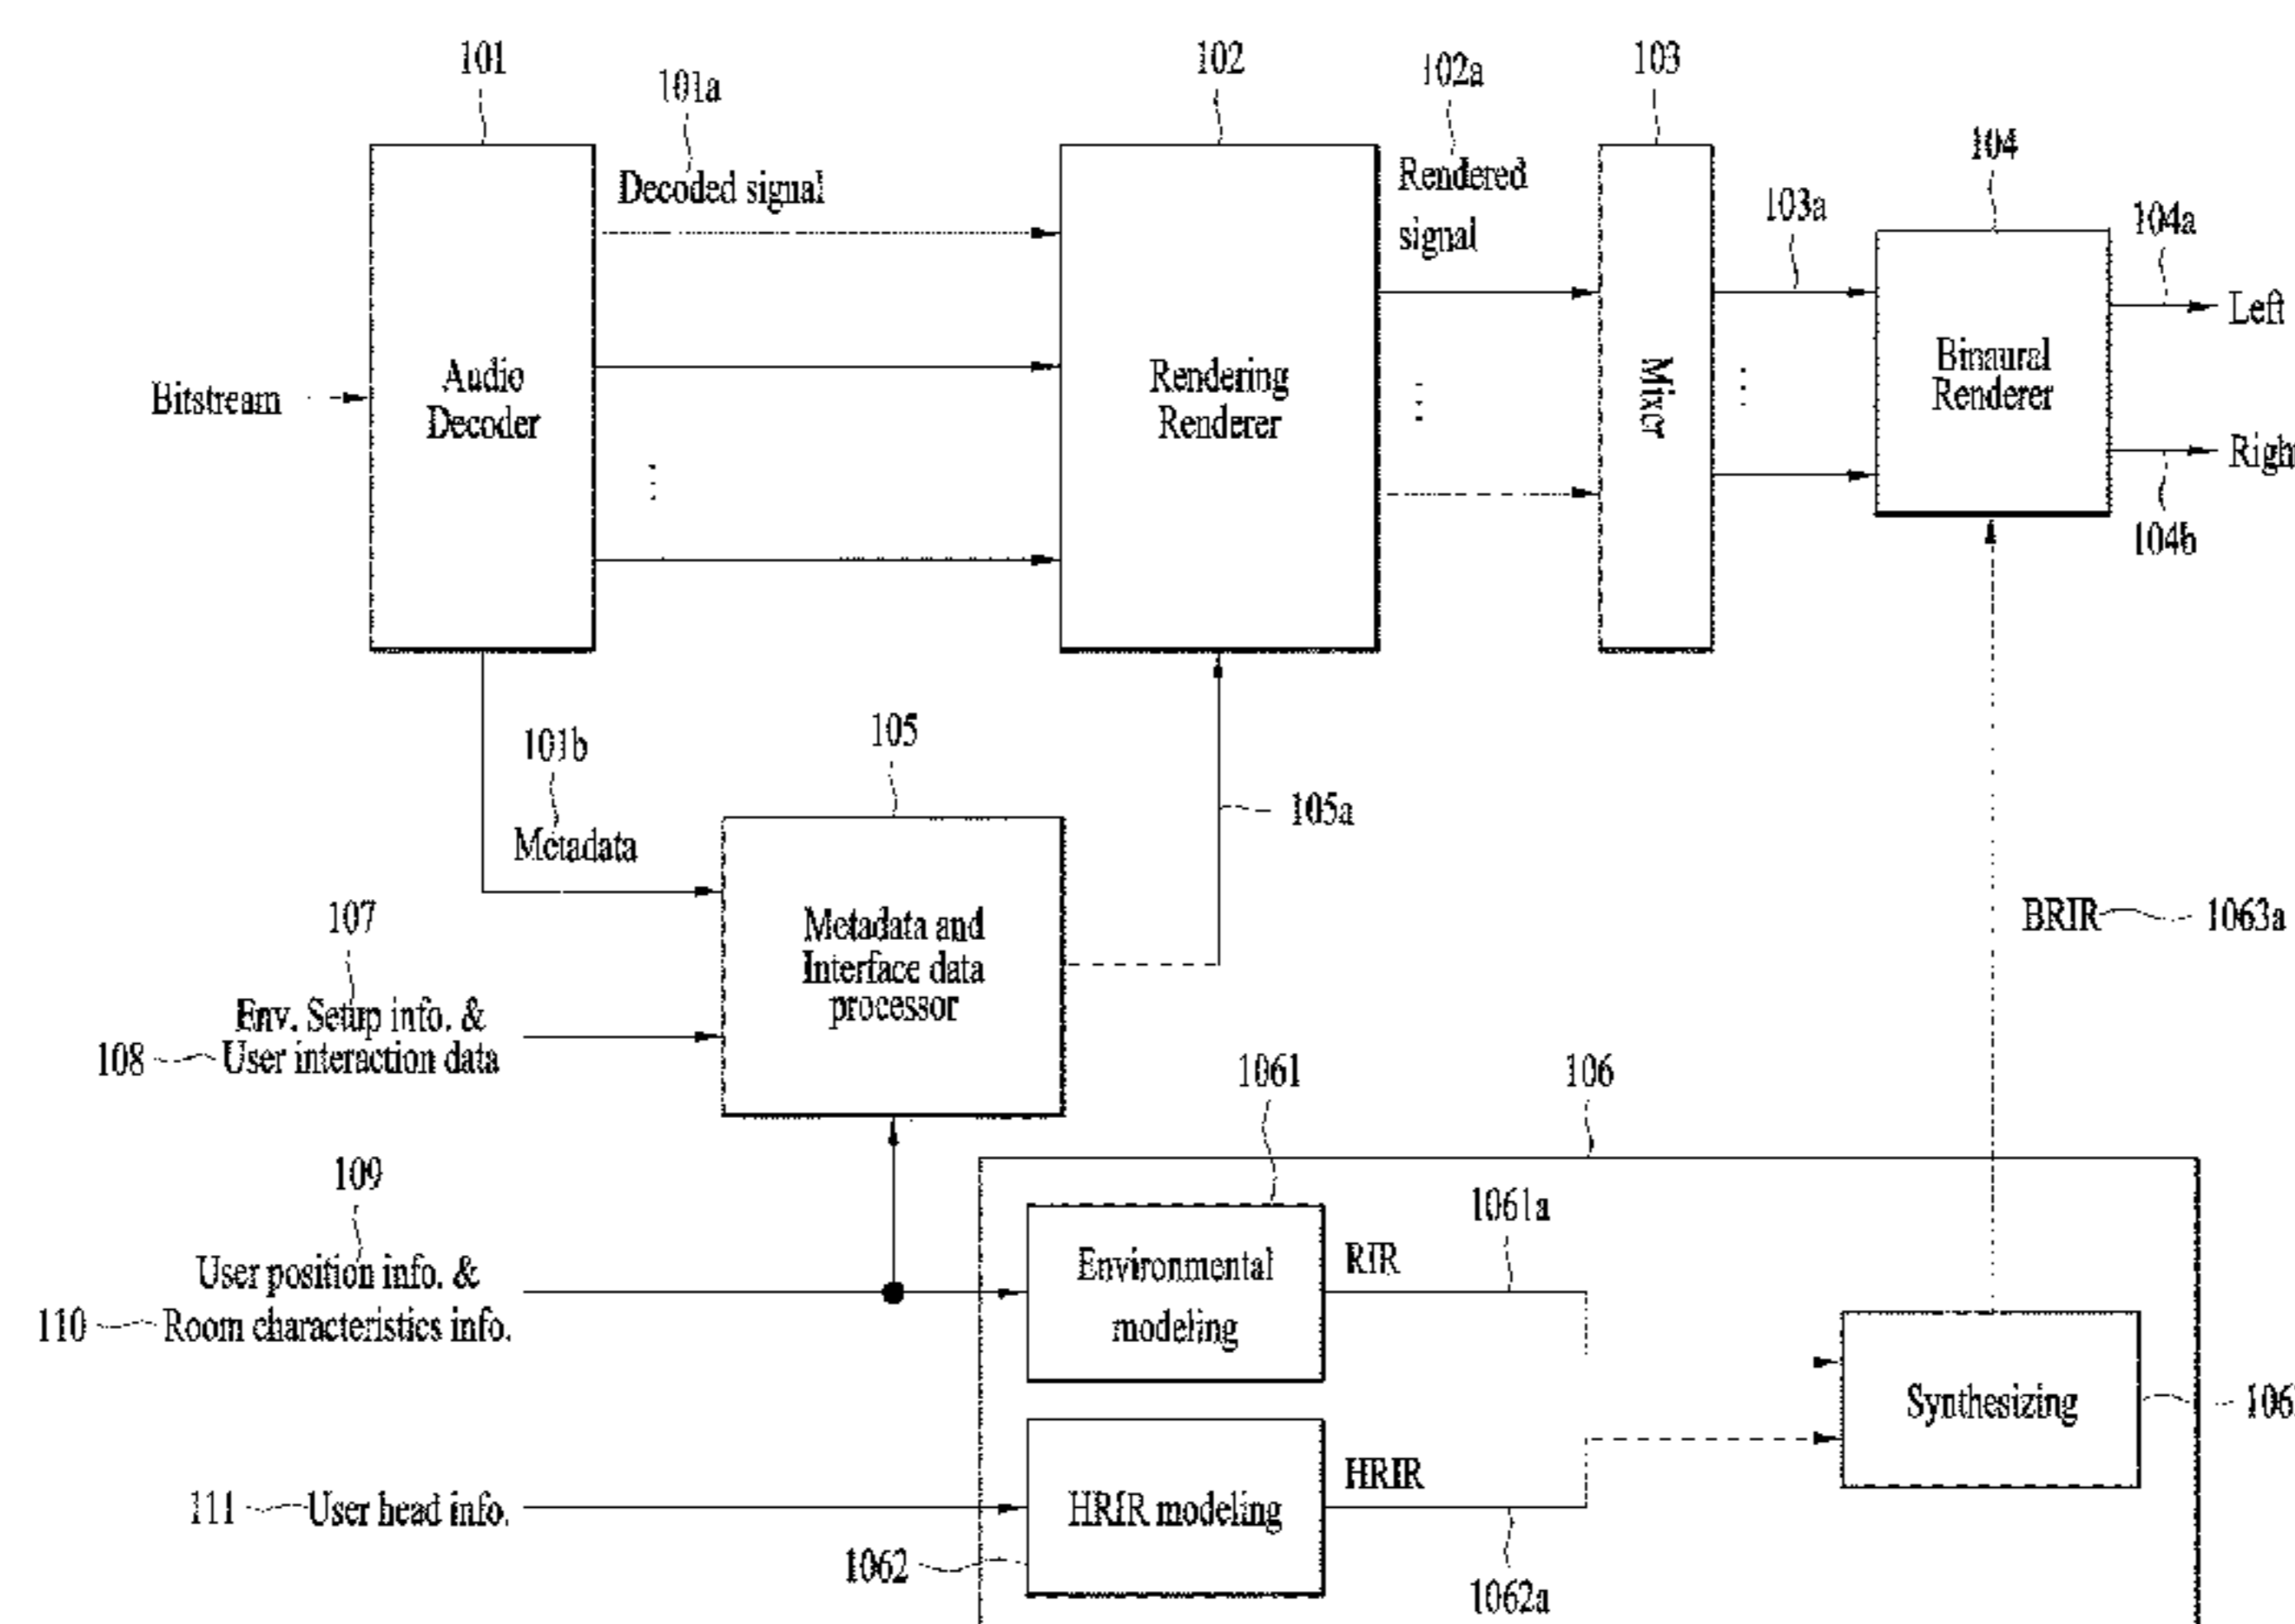 101
101a
102
102a
103
104
Decoded signal
Rendered
signal
103a
104a
Left
Bitstream
Audio
Decoder
Rendering
Renderer
Mixer
Binaural
Renderer
Righ
104b
101b
Metadata
105
105a
107
Env. Setup info. &
108
User interaction data
Metadata and
Interface data
processor
BRIR
1063a
1061
106
109
User position info. &
110
Room characteristics info.
Environmental
modeling
RIR
1061a
Synthesizing
106
111
User head info.
HRIR modeling
HRIR
1062
1062a